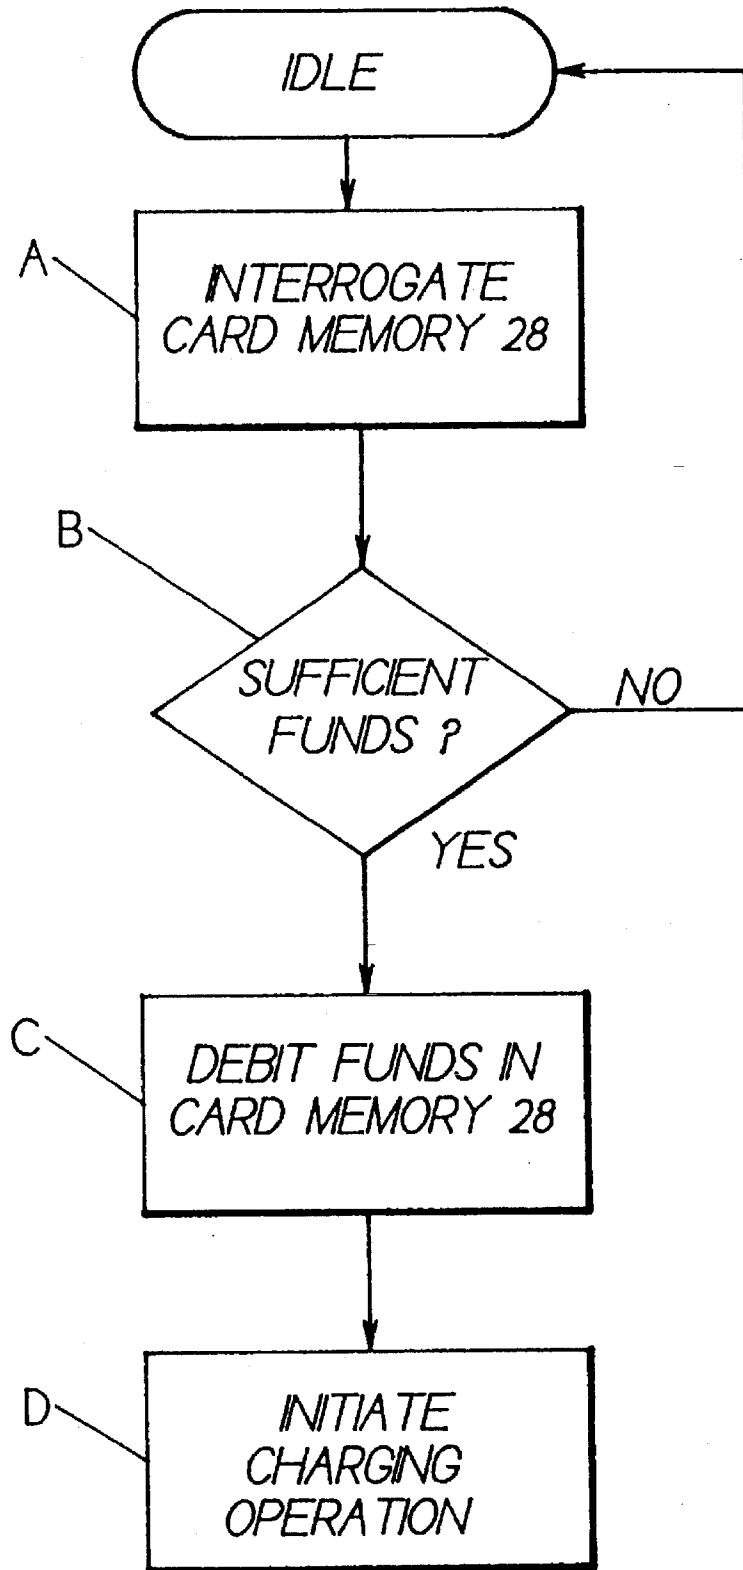 IDLE
A
INTERROGATE
CARD MEMORY 28
B
SUFFICIENT
FUNDS ?
NO
YES
C
DEBIT FUNDS IN
CARD MEMORY 28
D
INITIATE
CHARGING
OPERATION